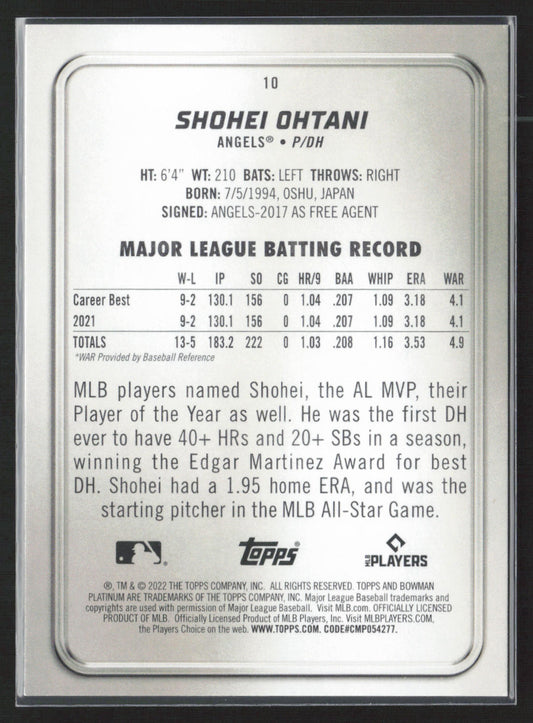 10
SHOHEI OHTANI
ANGELS® • P/DH
HT: 6'4" WT: 210 BATS: LEFT THROWS: RIGHT
BORN: 7/5/1994, OSHU, JAPAN
SIGNED: ANGELS-2017 AS FREE AGENT
MAJOR LEAGUE BATTING RECORD
W-L IP SO CG HR/9 BAA WHIP ERA WAR
Career Best 9-2 130.1 156 0 1.04 .207 1.09 3.18 4.1
2021 9-2 130.1 156 0 1.04 .207 1.09 3.18 4.1
TOTALS 13-5 183.2 222 0 1.03 .208 1.16 3.53 4.9
*WAR Provided by Baseball Reference
MLB players named Shohei, the AL MVP, their
Player of the Year as well. He was the first DH
ever to have 40+ HRs and 20+ SBs in a season,
winning the Edgar Martinez Award for best
DH. Shohei had a 1.95 home ERA, and was the
starting pitcher in the MLB All-Star Game.
® Topps® MLB PLAYERS
®, TM & © 2022 THE TOPPS COMPANY, INC. ALL RIGHTS RESERVED. TOPPS AND BOWMAN
PLATINUM ARE TRADEMARKS OF THE TOPPS COMPANY, INC. Major League Baseball trademarks and
copyrights are used with permission of Major League Baseball. Visit MLB.com. OFFICIALLY LICENSED
PRODUCT OF MLB. Officially Licensed Product of MLB Players, Inc. Visit MLBPLAYERS.COM,
the Players Choice on the web. WWW.TOPPS.COM. CODE#CMP054277.